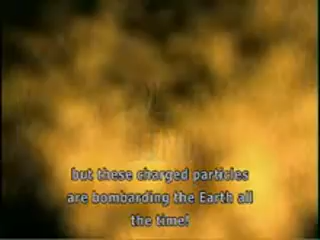 but these charged particles
are bombarding the Earth all
the time!